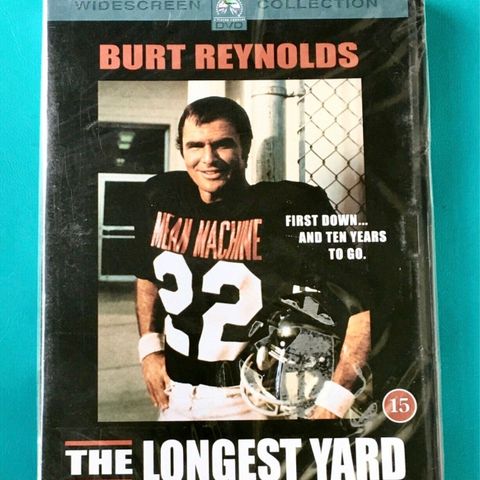 WIDESCREEN COLLECTION
DVD
BURT REYNOLDS
MEAN MACHINE
22
FIRST DOWN...
AND TEN YEARS
TO GO.
15
THE LONGEST YARD